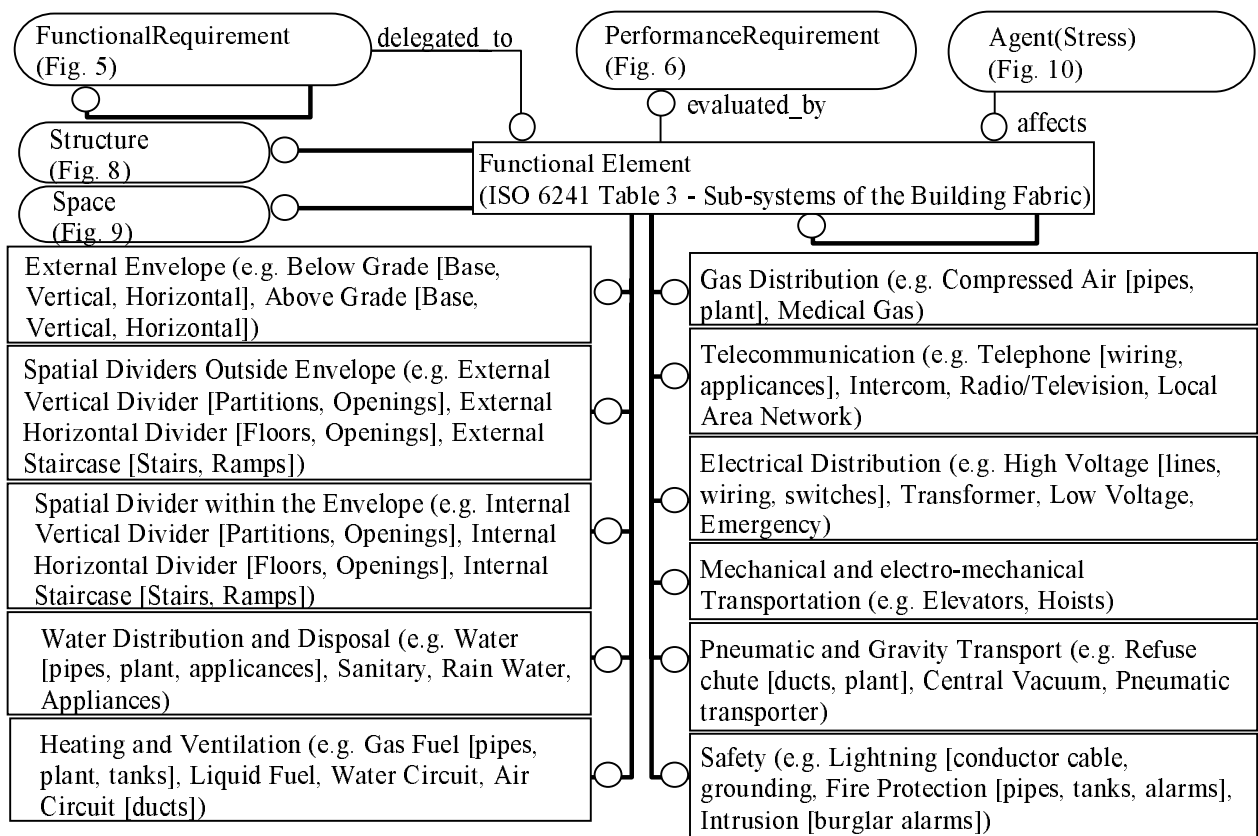 FunctionalRequirement
(Fig. 5)
delegated_to
PerformanceRequirement
(Fig. 6)
evaluated_by
Agent(Stress)
(Fig. 10)
affects
Structure
(Fig. 8)
Space
(Fig. 9)
Functional Element
(ISO 6241 Table 3 - Sub-systems of the Building Fabric)
External Envelope (e.g. Below Grade [Base,
Vertical, Horizontal], Above Grade [Base,
Vertical, Horizontal])
Spatial Dividers Outside Envelope (e.g. External
Vertical Divider [Partitions, Openings], External
Horizontal Divider [Floors, Openings], External
Staircase [Stairs, Ramps])
Spatial Divider within the Envelope (e.g. Internal
Vertical Divider [Partitions, Openings], Internal
Horizontal Divider [Floors, Openings], Internal
Staircase [Stairs, Ramps])
Water Distribution and Disposal (e.g. Water
[pipes, plant, applicances], Sanitary, Rain Water,
Appliances)
Heating and Ventilation (e.g. Gas Fuel [pipes,
plant, tanks], Liquid Fuel, Water Circuit, Air
Circuit [ducts])
Gas Distribution (e.g. Compressed Air [pipes,
plant], Medical Gas)
Telecommunication (e.g. Telephone [wiring,
applicances], Intercom, Radio/Television, Local
Area Network)
Electrical Distribution (e.g. High Voltage [lines,
wiring, switches], Transformer, Low Voltage,
Emergency)
Mechanical and electro-mechanical
Transportation (e.g. Elevators, Hoists)
Pneumatic and Gravity Transport (e.g. Refuse
chute [ducts, plant], Central Vacuum, Pneumatic
transporter)
Safety (e.g. Lightning [conductor cable,
grounding, Fire Protection [pipes, tanks, alarms],
Intrusion [burglar alarms])